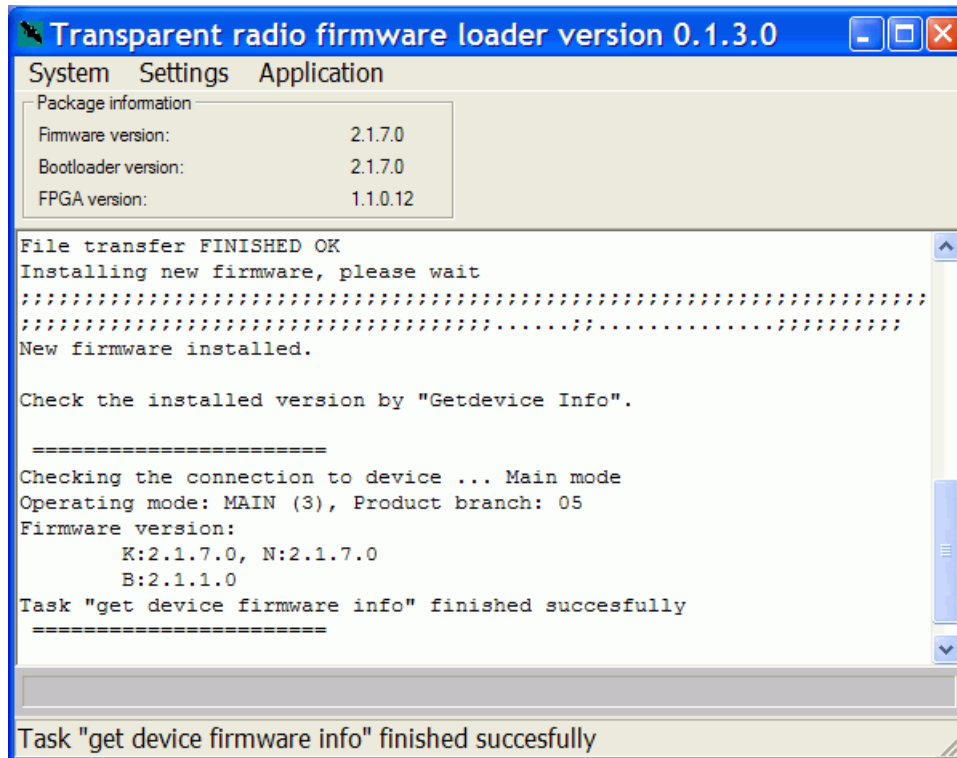 Transparent radio firmware loader version 0.1.3.0
System Settings Application
Package information
Firmware version: 2.1.7.0
Bootloader version: 2.1.7.0
FPGA version: 1.1.0.12
File transfer FINISHED OK
Installing new firmware, please wait
;;;;;;;;;;;;;;;;;;;;;;;;;;;;;;;;;;;;;;;;;;;;;;;;;;;;;;;;;;;;;;;;;;;;;;;
;;;;;;;;;;;;;;;;;;;;;;;;;;;;;;;;;;;;;......;;..............;;;;;;;;;;
New firmware installed.
Check the installed version by "Getdevice Info".
=======================
Checking the connection to device ... Main mode
Operating mode: MAIN (3), Product branch: 05
Firmware version:
K:2.1.7.0, N:2.1.7.0
B:2.1.1.0
Task "get device firmware info" finished succesfully
=======================
Task "get device firmware info" finished succesfully